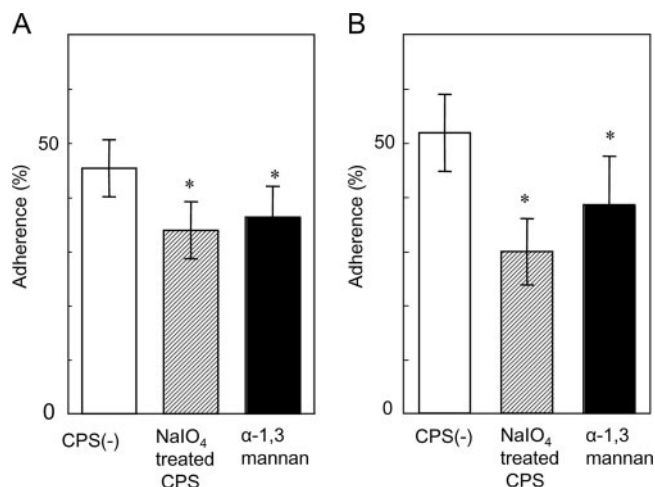 A
B
Adherence (%)
50
0
*
*
CPS(-)
NaIO₄
treated
CPS
α-1,3
mannan
Adherence (%)
50
0
*
*
CPS(-)
NaIO₄
treated
CPS
α-1,3
mannan